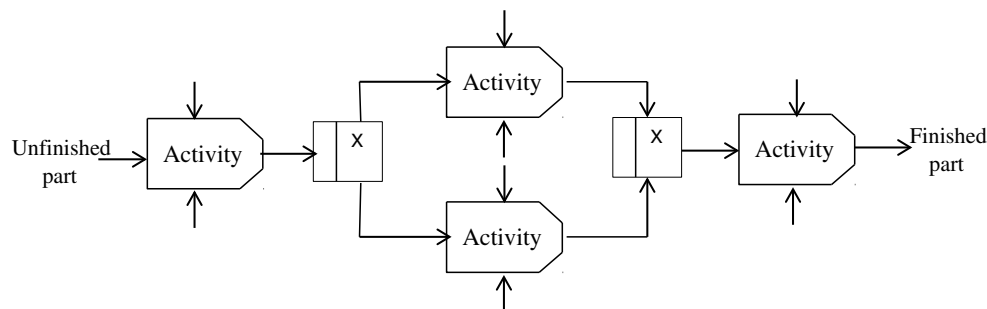 Activity
Unfinished
part
Activity
X
X
Activity
Finished
part
Activity